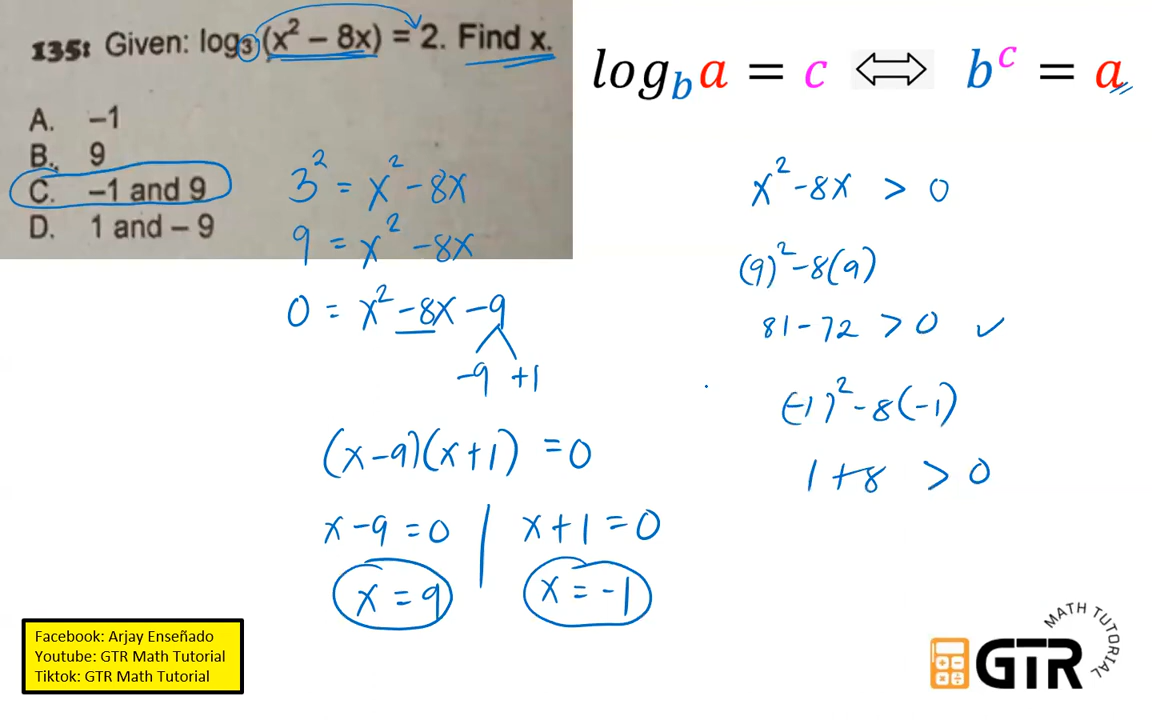 135: Given: log₃(x² – 8x) = 2. Find x.
A. –1
B. 9
C. –1 and 9
D. 1 and – 9
3² = x² - 8x
9 = x² - 8x
0 = x² - 8x - 9
-9 +1
(x-9)(x+1) = 0
x-9=0 | x+1=0
x = 9 x = -1
log_b a = c ⟺ b^c = a
x² - 8x > 0
(9)² - 8(9)
81 - 72 > 0 ✓
(-1)² - 8(-1)
1 + 8 > 0
Facebook: Arjay Enseñado
Youtube: GTR Math Tutorial
Tiktok: GTR Math Tutorial
GTR
MATH TUTORIAL